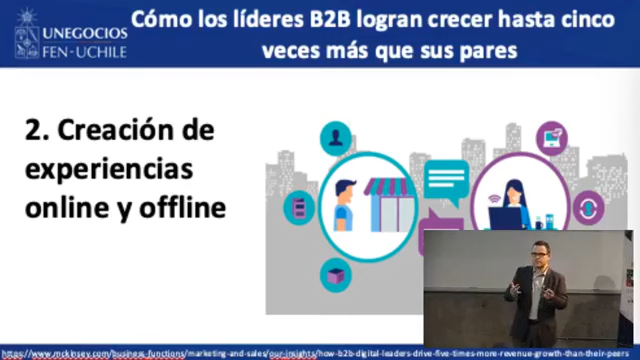 UNEGOCIOS
FEN-UCHILE
Cómo los líderes B2B logran crecer hasta cinco
veces más que sus pares
2. Creación de
experiencias
online y offline
https://www.mckinsey.com/business-functions/marketing-and-sales/our-insights/how-b2b-digital-leaders-drive-five-times-more-revenue-growth-than-their-peers